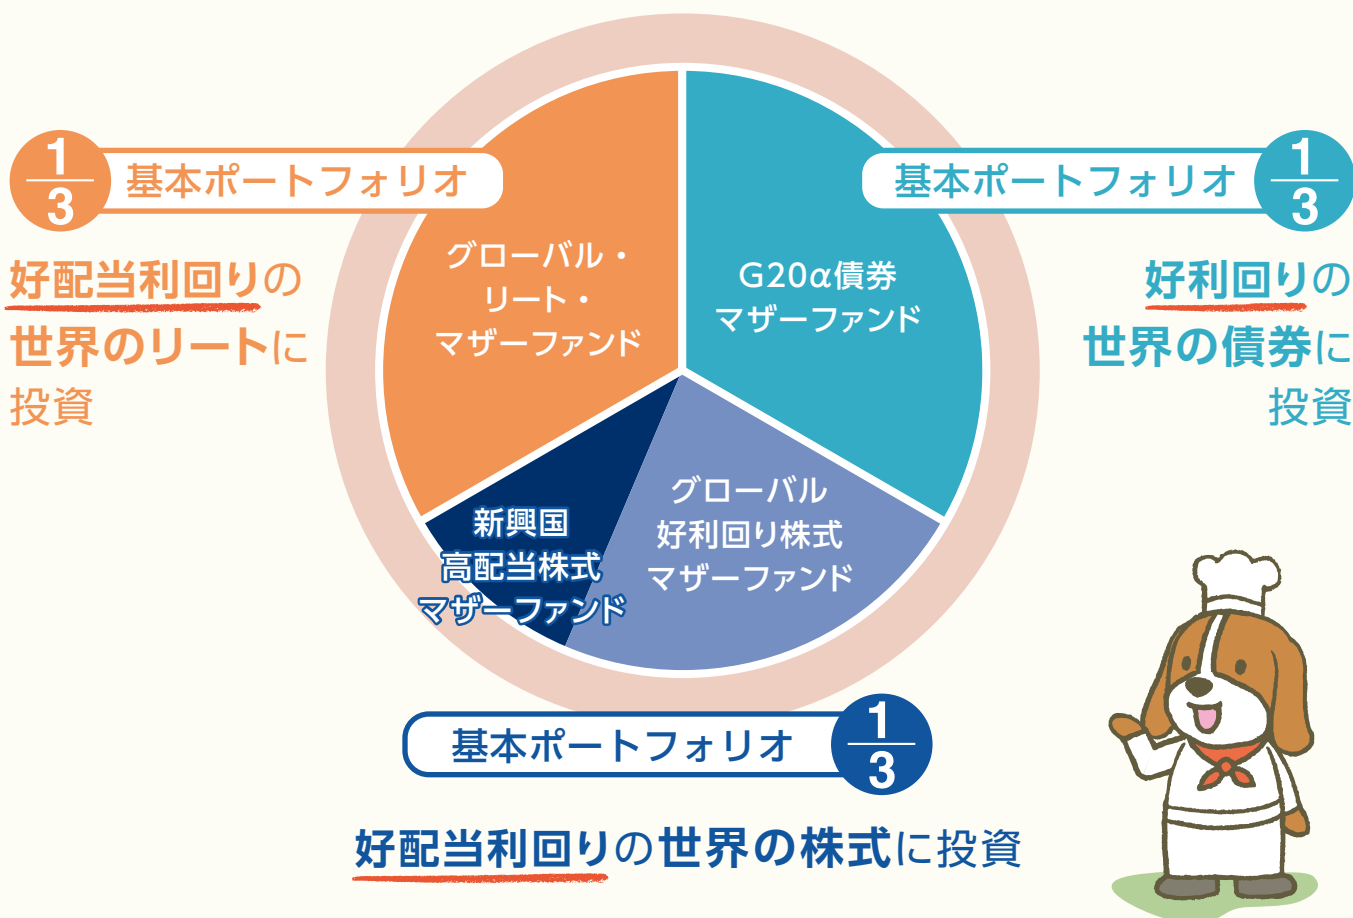 1
3
基本ポートフォリオ
好配当利回りの
世界のリートに
投資
グローバル・
リート・
マザーファンド
基本ポートフォリオ
1
3
好利回りの
世界の債券に
投資
G20α債券
マザーファンド
新興国
高配当株式
マザーファンド
グローバル
好利回り株式
マザーファンド
基本ポートフォリオ
1
3
好配当利回りの世界の株式に投資